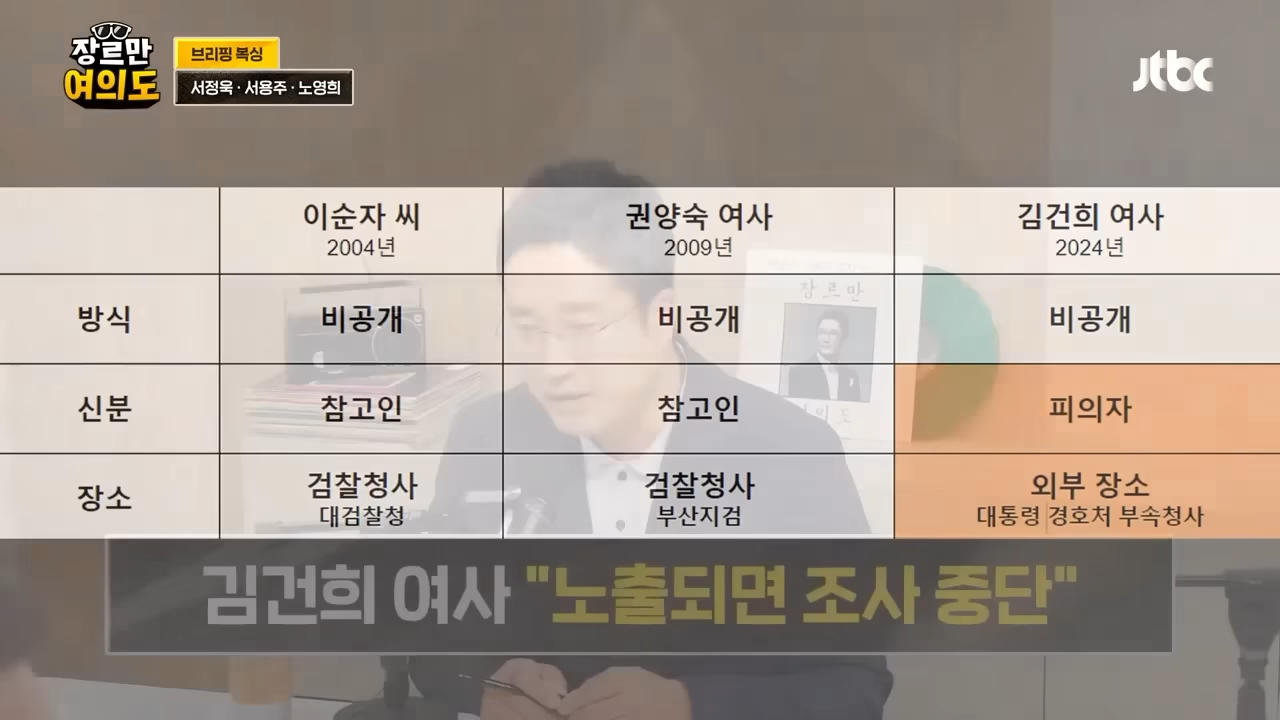 장르만
여의도
브리핑 복싱
서정욱 · 서용주 · 노영희
jtbc
이순자 씨
2004년
권양숙 여사
2009년
김건희 여사
2024년
방식
비공개
비공개
비공개
신분
참고인
참고인
피의자
장소
검찰청사
대검찰청
검찰청사
부산지검
외부 장소
대통령 경호처 부속청사
장르만
김건희 여사 "노출되면 조사 중단"